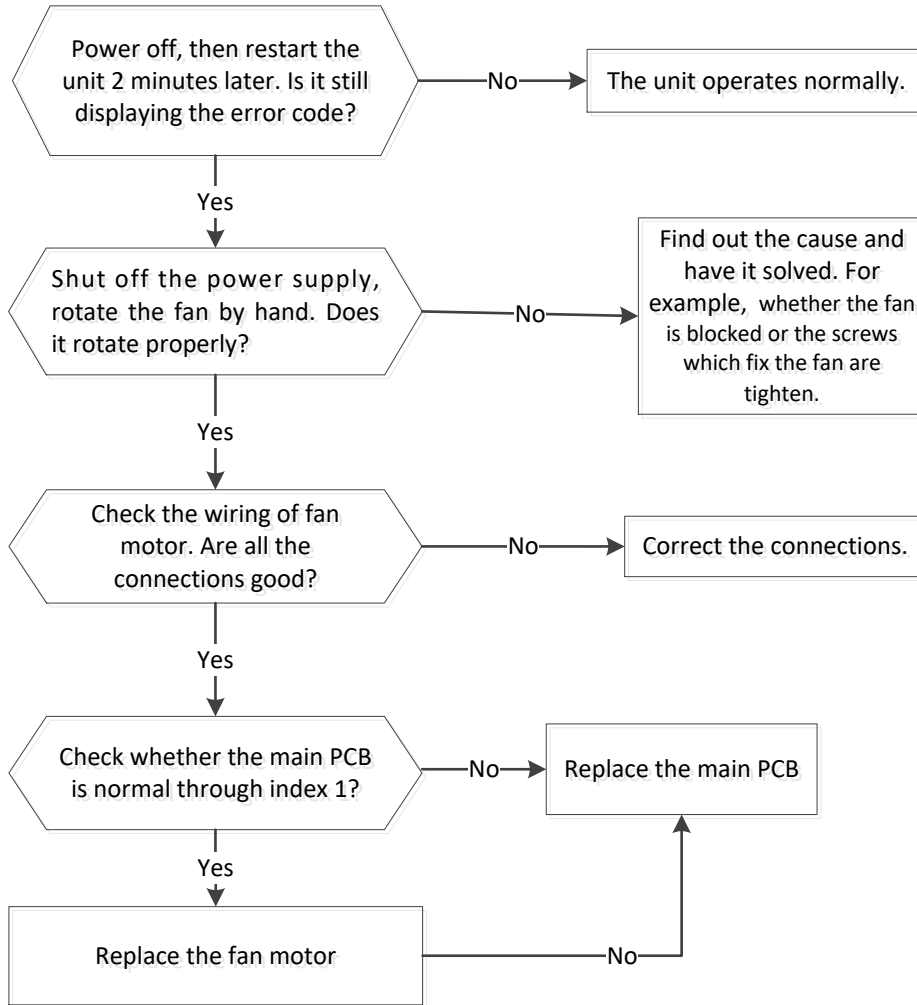 Power off, then restart the
unit 2 minutes later. Is it still
displaying the error code?
No
The unit operates normally.
Yes
Shut off the power supply,
rotate the fan by hand. Does
it rotate properly?
No
Find out the cause and
have it solved. For
example, whether the fan
is blocked or the screws
which fix the fan are
tighten.
Yes
Check the wiring of fan
motor. Are all the
connections good?
No
Correct the connections.
Yes
Check whether the main PCB
is normal through index 1?
No
Replace the main PCB
Yes
Replace the fan motor
No